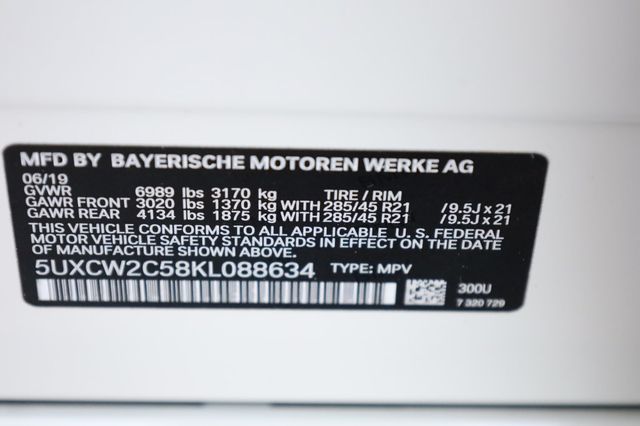 MFD BY BAYERISCHE MOTOREN WERKE AG
06/19
GVWR 6989 lbs 3170 kg TIRE / RIM
GAWR FRONT 3020 lbs 1370 kg WITH 285/45 R21 /9.5J x 21
GAWR REAR 4134 lbs 1875 kg WITH 285/45 R21 /9.5J x 21
THIS VEHICLE CONFORMS TO ALL APPLICABLE U.S. FEDERAL
MOTOR VEHICLE SAFETY STANDARDS IN EFFECT ON THE DATE
OF MANUFACTURE SHOWN ABOVE.
5UXCW2C58KL088634 TYPE: MPV
300U
7 320 729